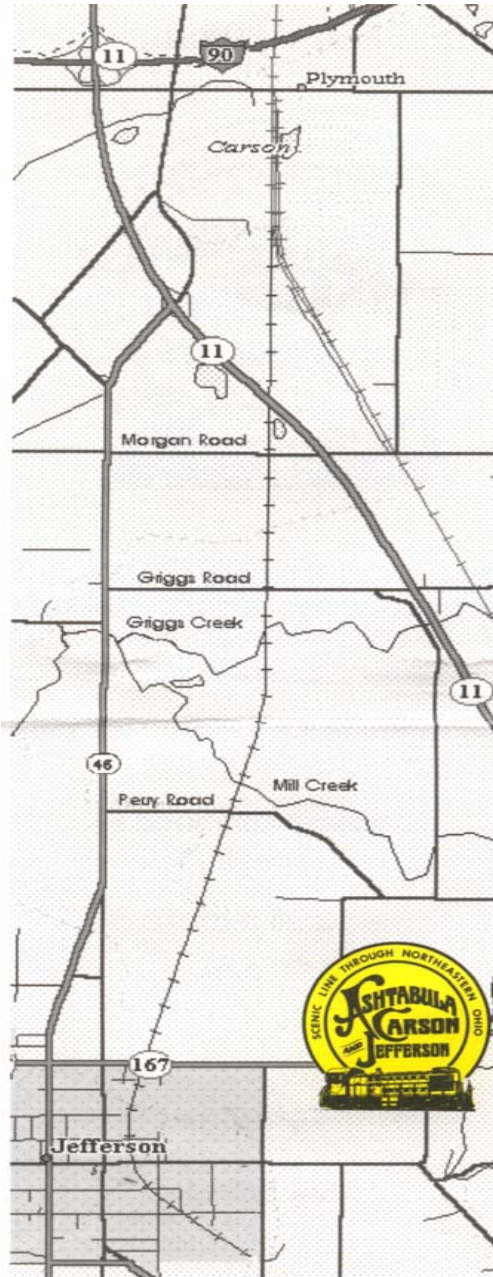 11
90
Plymouth
Carson
11
Morgan Road
Griggs Road
Griggs Creek
11
46
Mill Creek
Peuy Road
SCENIC LINE THROUGH NORTHEASTERN OHIO
ASHTABULA
CARSON
AND
JEFFERSON
167
Jefferson